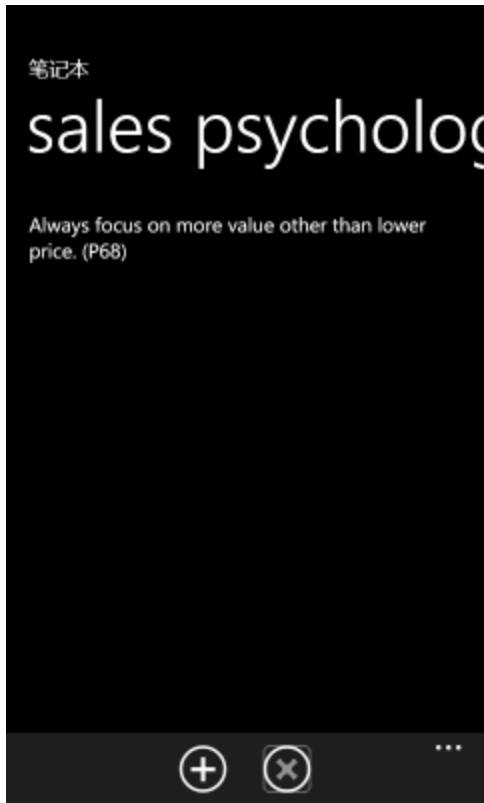 笔记本
sales psycholog
Always focus on more value other than lower
price. (P68)